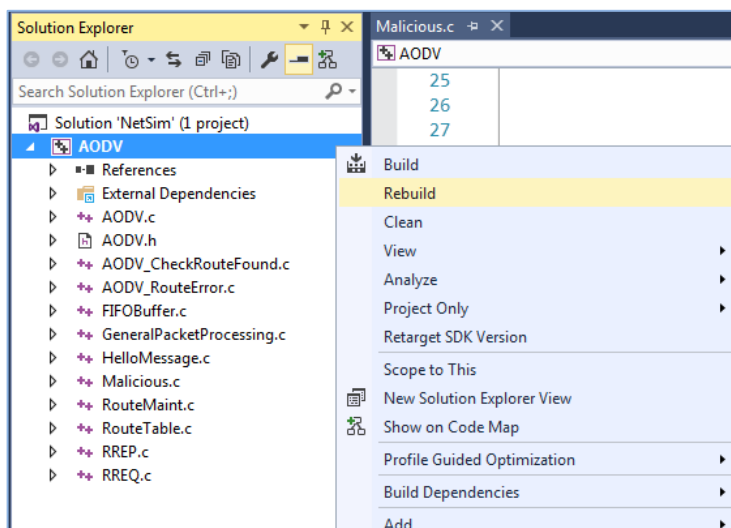 Solution Explorer
Search Solution Explorer (Ctrl+;)
Solution 'NetSim' (1 project)
AODV
References
External Dependencies
AODV.c
AODV.h
AODV_CheckRouteFound.c
AODV_RouteError.c
FIFOBuffer.c
GeneralPacketProcessing.c
HelloMessage.c
Malicious.c
RouteMaint.c
RouteTable.c
RREP.c
RREQ.c
Malicious.c
AODV
25
26
27
Build
Rebuild
Clean
View
Analyze
Project Only
Retarget SDK Version
Scope to This
New Solution Explorer View
Show on Code Map
Profile Guided Optimization
Build Dependencies
Add